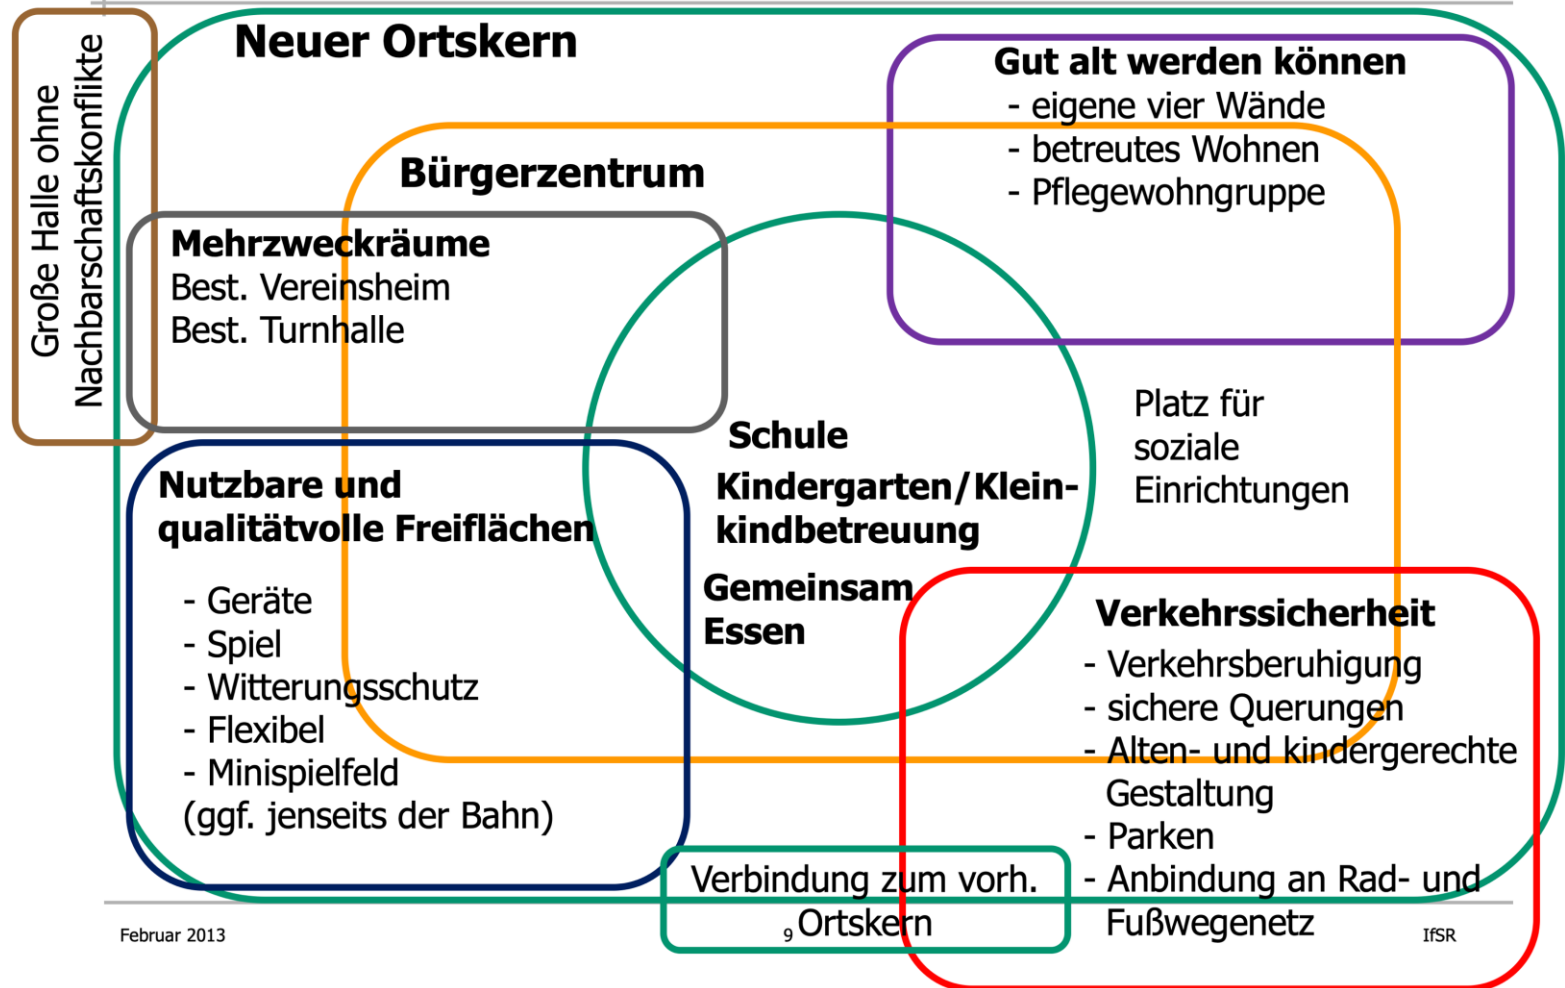 Große Halle ohne
Nachbarschaftskonflikte
Neuer Ortskern
Gut alt werden können
- eigene vier Wände
- betreutes Wohnen
- Pflegewohngruppe
Bürgerzentrum
Mehrzweckräume
Best. Vereinsheim
Best. Turnhalle
Schule
Kindergarten/Klein-
kindbetreuung
Gemeinsam
Essen
Platz für
soziale
Einrichtungen
Nutzbare und
qualitätvolle Freiflächen
- Geräte
- Spiel
- Witterungsschutz
- Flexibel
- Minispielfeld
(ggf. jenseits der Bahn)
Verkehrssicherheit
- Verkehrsberuhigung
- sichere Querungen
- Alten- und kindergerechte
Gestaltung
- Parken
- Anbindung an Rad- und
Fußwegenetz
Verbindung zum vorh.
Ortskern
Februar 2013
9
IfSR